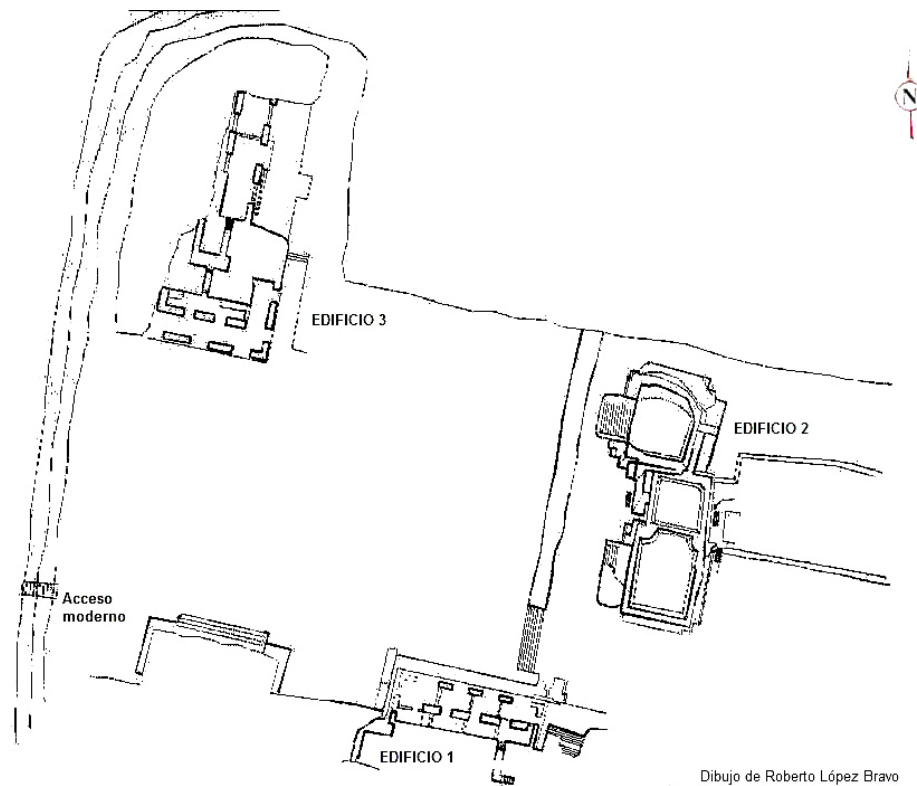 N
EDIFICIO 3
EDIFICIO 2
Acceso
moderno
EDIFICIO 1
Dibujo de Roberto López Bravo